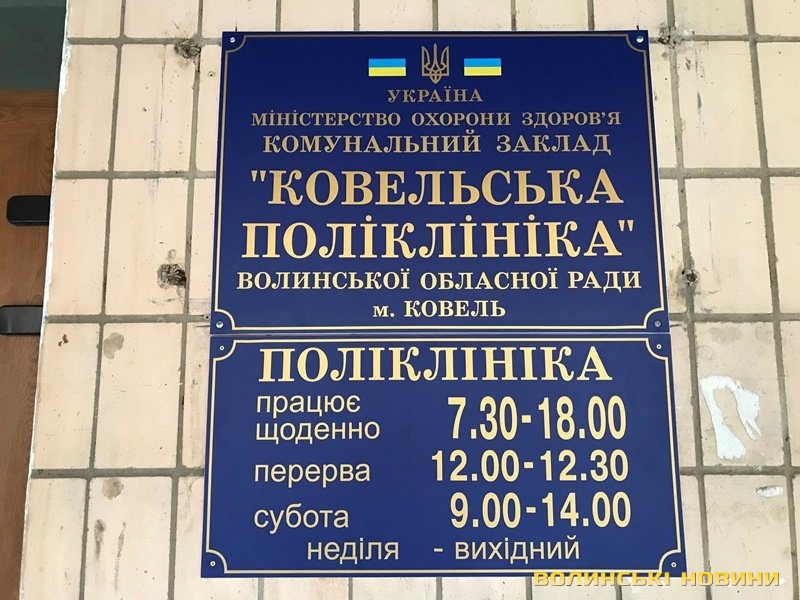 УКРАЇНА
МІНІСТЕРСТВО ОХОРОНИ ЗДОРОВ'Я
КОМУНАЛЬНИЙ ЗАКЛАД
"КОВЕЛЬСЬКА
ПОЛІКЛІНІКА"
ВОЛИНСЬКОЇ ОБЛАСНОЇ РАДИ
м. КОВЕЛЬ
ПОЛІКЛІНІКА
працює
щоденно 7.30-18.00
перерва 12.00-12.30
субота 9.00-14.00
неділя - вихідний
ВОЛИНСЬКІ НОВИНИ